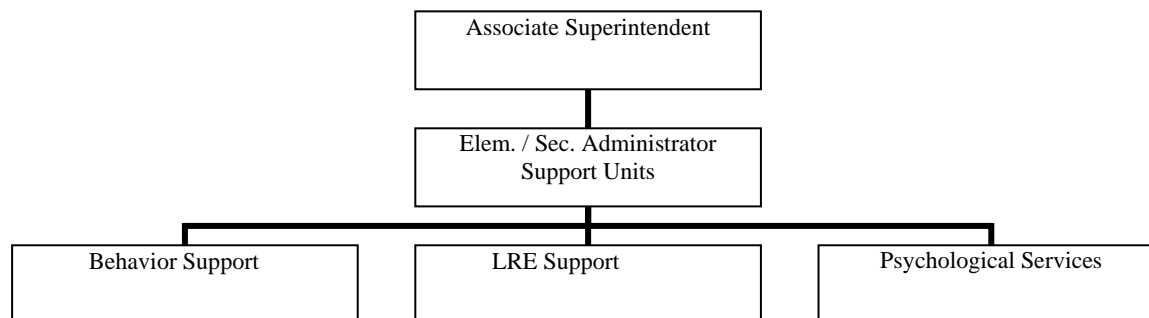 Associate Superintendent
Elem. / Sec. Administrator
Support Units
Behavior Support
LRE Support
Psychological Services